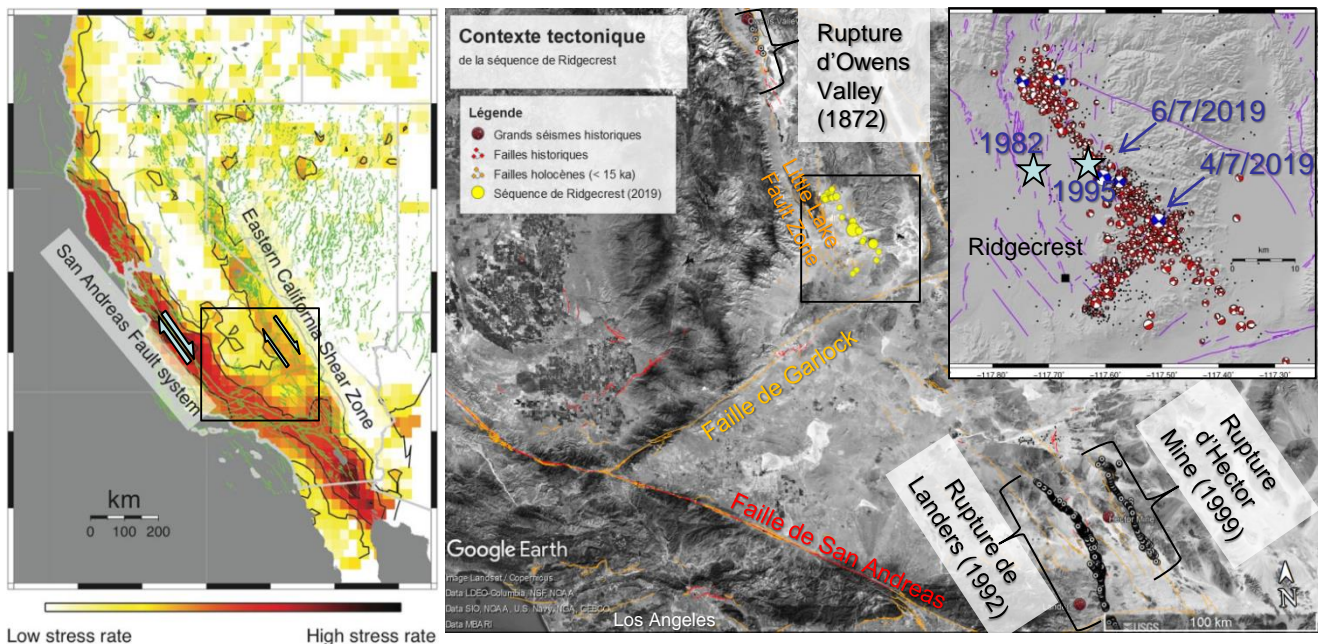 San Andreas Fault system
Eastern California Shear Zone
km
0 100 200
Low stress rate
High stress rate
Contexte tectonique
de la séquence de Ridgecrest
Légende
Grands séismes historiques
Failles historiques
Failles holocènes (< 15 ka)
Séquence de Ridgecrest (2019)
Rupture
d’Owens
Valley
(1872)
Little Lake
Fault Zone
Faille de Garlock
Faille de San Andreas
Rupture de
Landers (1992)
Rupture
d’Hector
Mine (1999)
Hector Mine
Google Earth
Image Landsat / Copernicus
Data LDEO-Columbia, NSF, NOAA
Data SIO, NOAA, U.S. Navy, NGA, GEBCO
Data MBARI
Los Angeles
USGS
100 km
N
1982
1995
6/7/2019
4/7/2019
Ridgecrest
km
0 10
−117.80° −117.70° −117.60° −117.50° −117.40° −117.30°